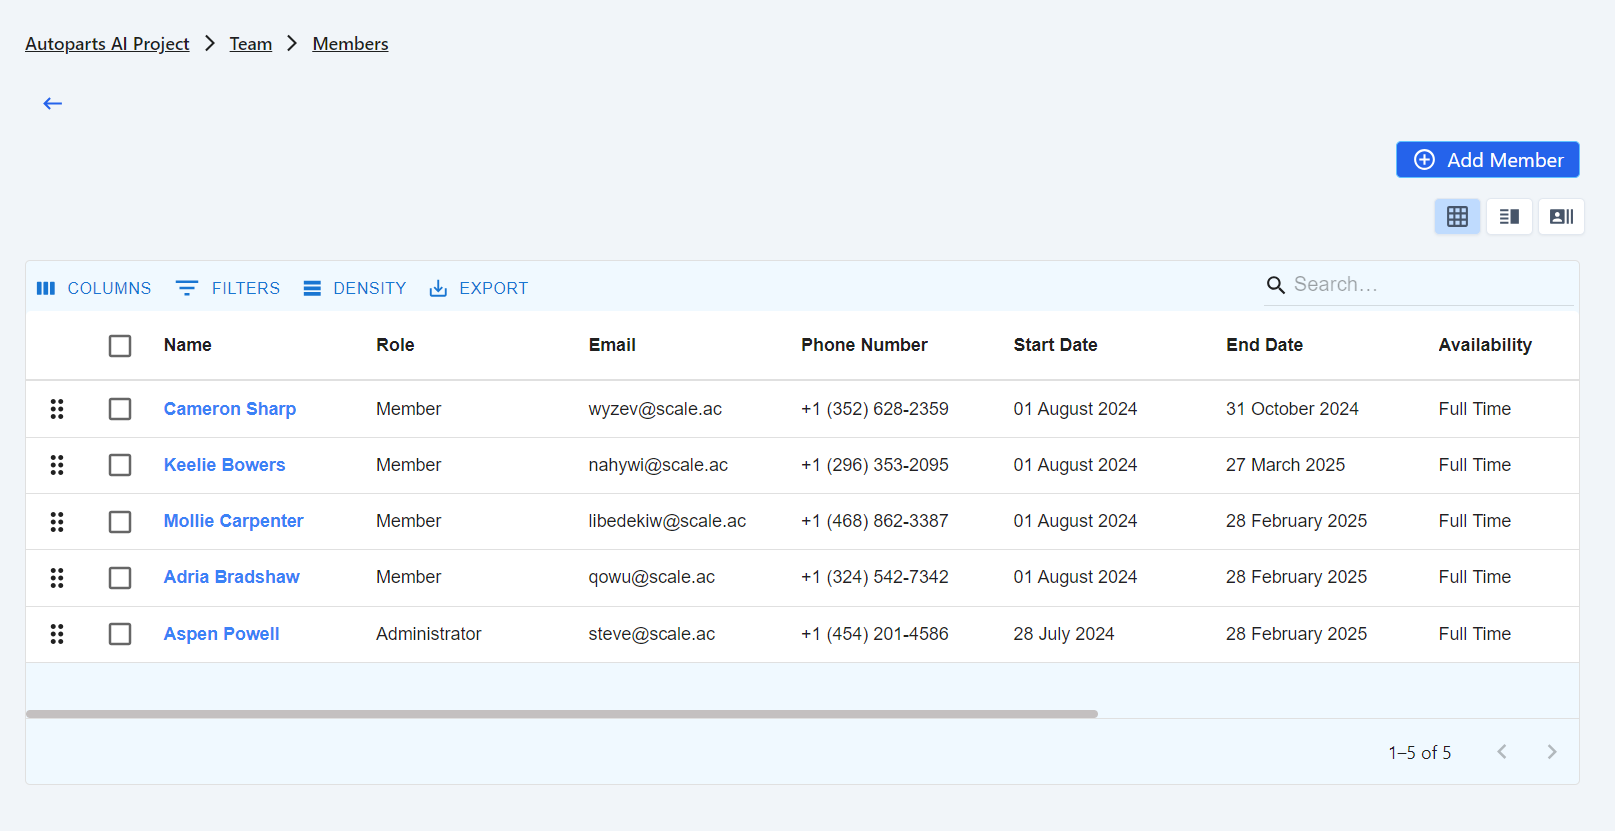 Autoparts AI Project > Team > Members
Add Member
COLUMNS FILTERS DENSITY EXPORT Search…
Name Role Email Phone Number Start Date End Date Availability
Cameron Sharp Member wyzev@scale.ac +1 (352) 628-2359 01 August 2024 31 October 2024 Full Time
Keelie Bowers Member nahywi@scale.ac +1 (296) 353-2095 01 August 2024 27 March 2025 Full Time
Mollie Carpenter Member libedekiw@scale.ac +1 (468) 862-3387 01 August 2024 28 February 2025 Full Time
Adria Bradshaw Member qowu@scale.ac +1 (324) 542-7342 01 August 2024 28 February 2025 Full Time
Aspen Powell Administrator steve@scale.ac +1 (454) 201-4586 28 July 2024 28 February 2025 Full Time
1–5 of 5